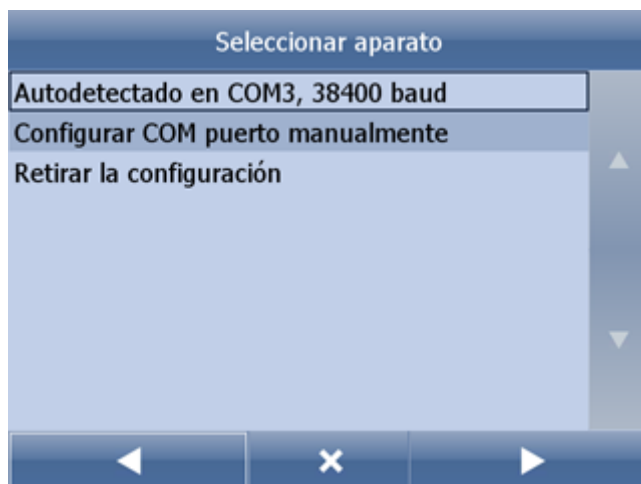 Seleccionar aparato
Autodetectado en COM3, 38400 baud
Configurar COM puerto manualmente
Retirar la configuración